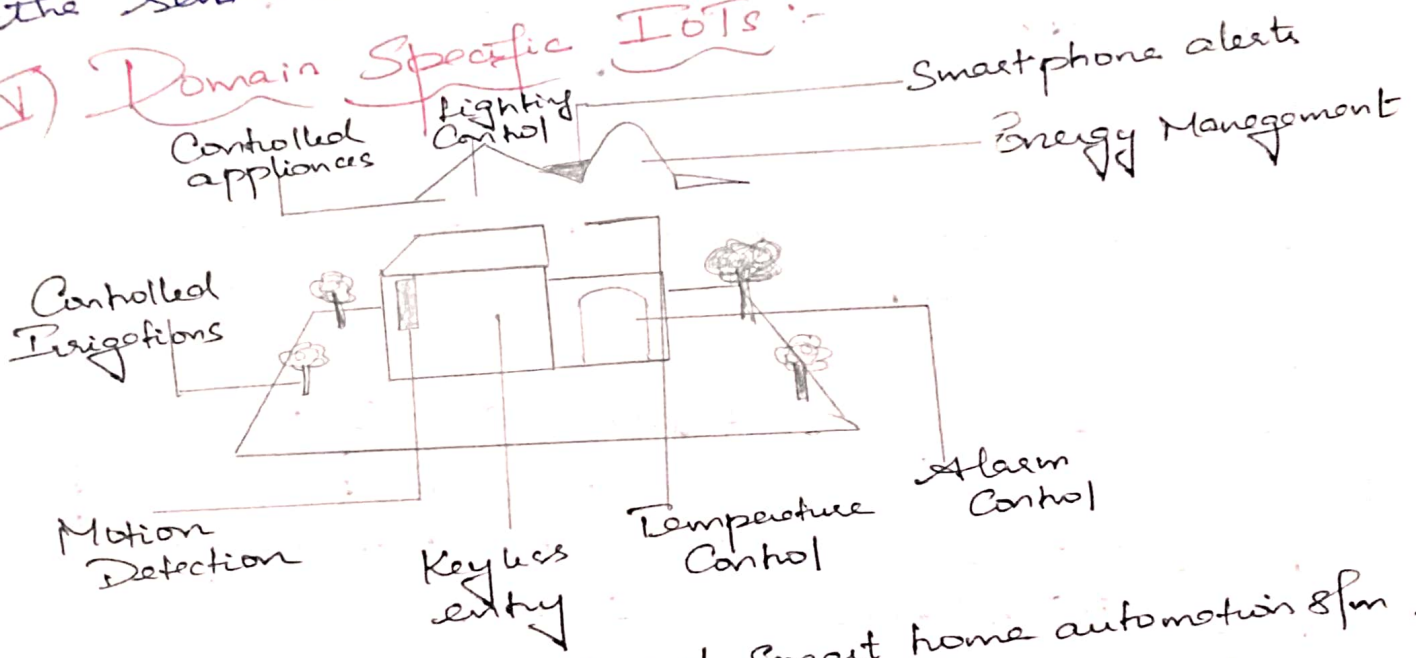 the
V) Domain Specific IoTs :-
Smartphone alerts
Lighting
Control
Controlled
appliances
Energy Management
Controlled
Irrigations
Alarm
Control
Motion
Detection
Keyless
entry
Temperature
Control
Smart home automation